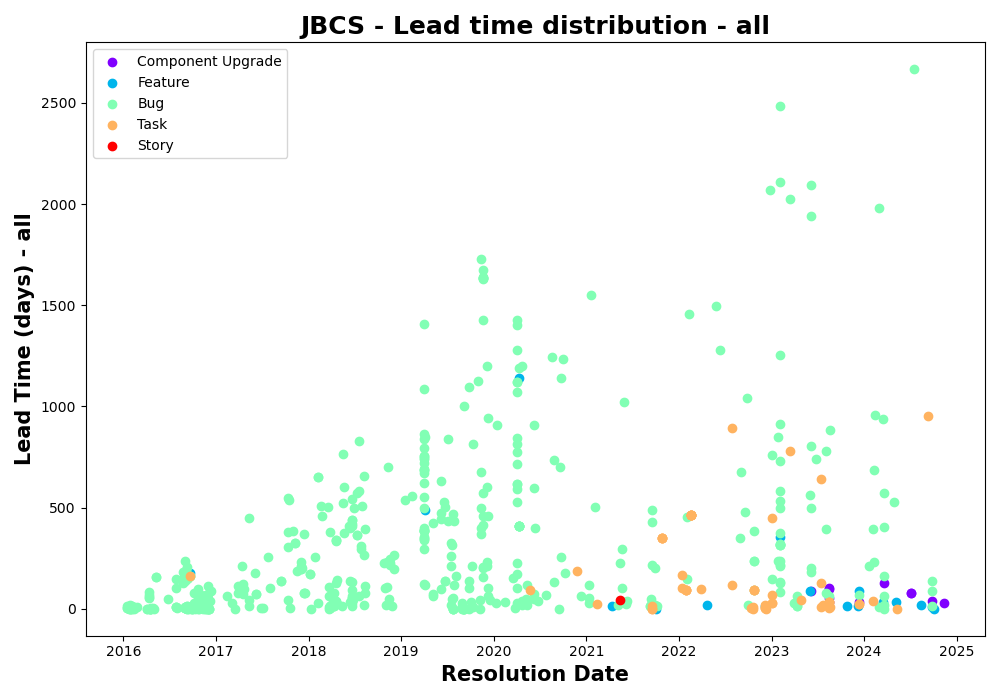 JBCS - Lead time distribution - all
Component Upgrade
Feature
Bug
Task
Story
Lead Time (days) - all
2500
2000
1500
1000
500
0
2016 2017 2018 2019 2020 2021 2022 2023 2024 2025
Resolution Date